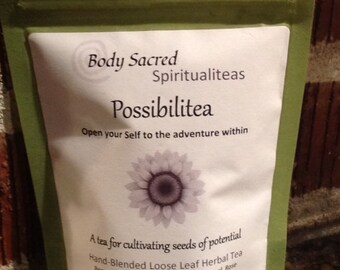 @ Body Sacred
Spiritualiteas
Possibilitea
Open your Self to the adventure within
A tea for cultivating seeds of potential
Hand-Blended Loose Leaf Herbal Tea